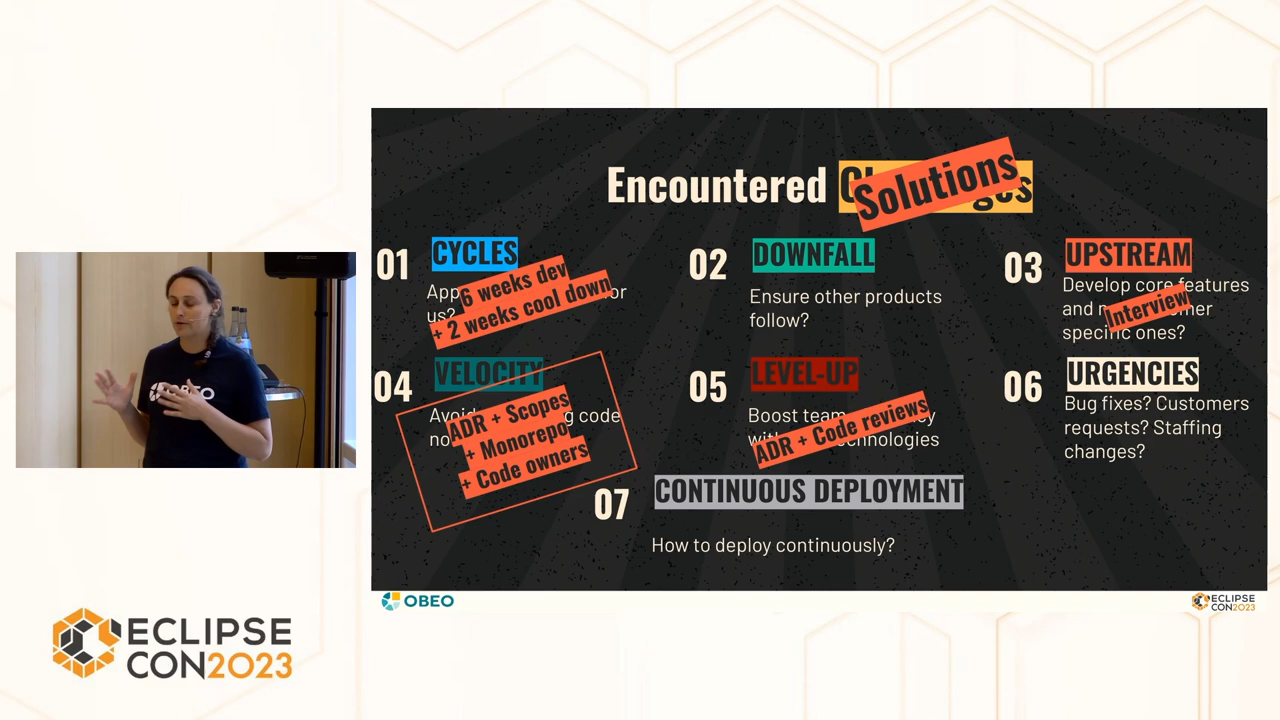 Encountered
Solutions
01
CYCLES
6 weeks dev
+ 2 weeks cool down
us?
02
DOWNFALL
Ensure other products
follow?
03
UPSTREAM
Develop core features
and
Interview
specific ones?
04
VELOCITY
code
ADR + Scopes
+ Monorepo
+ Code owners
05
LEVEL-UP
Boost team
ADR + Code reviews
06
URGENCIES
Bug fixes? Customers
requests? Staffing
changes?
07
CONTINUOUS DEPLOYMENT
How to deploy continuously?
OBEO
ECLIPSE
CON2023
ECLIPSE
CON2023